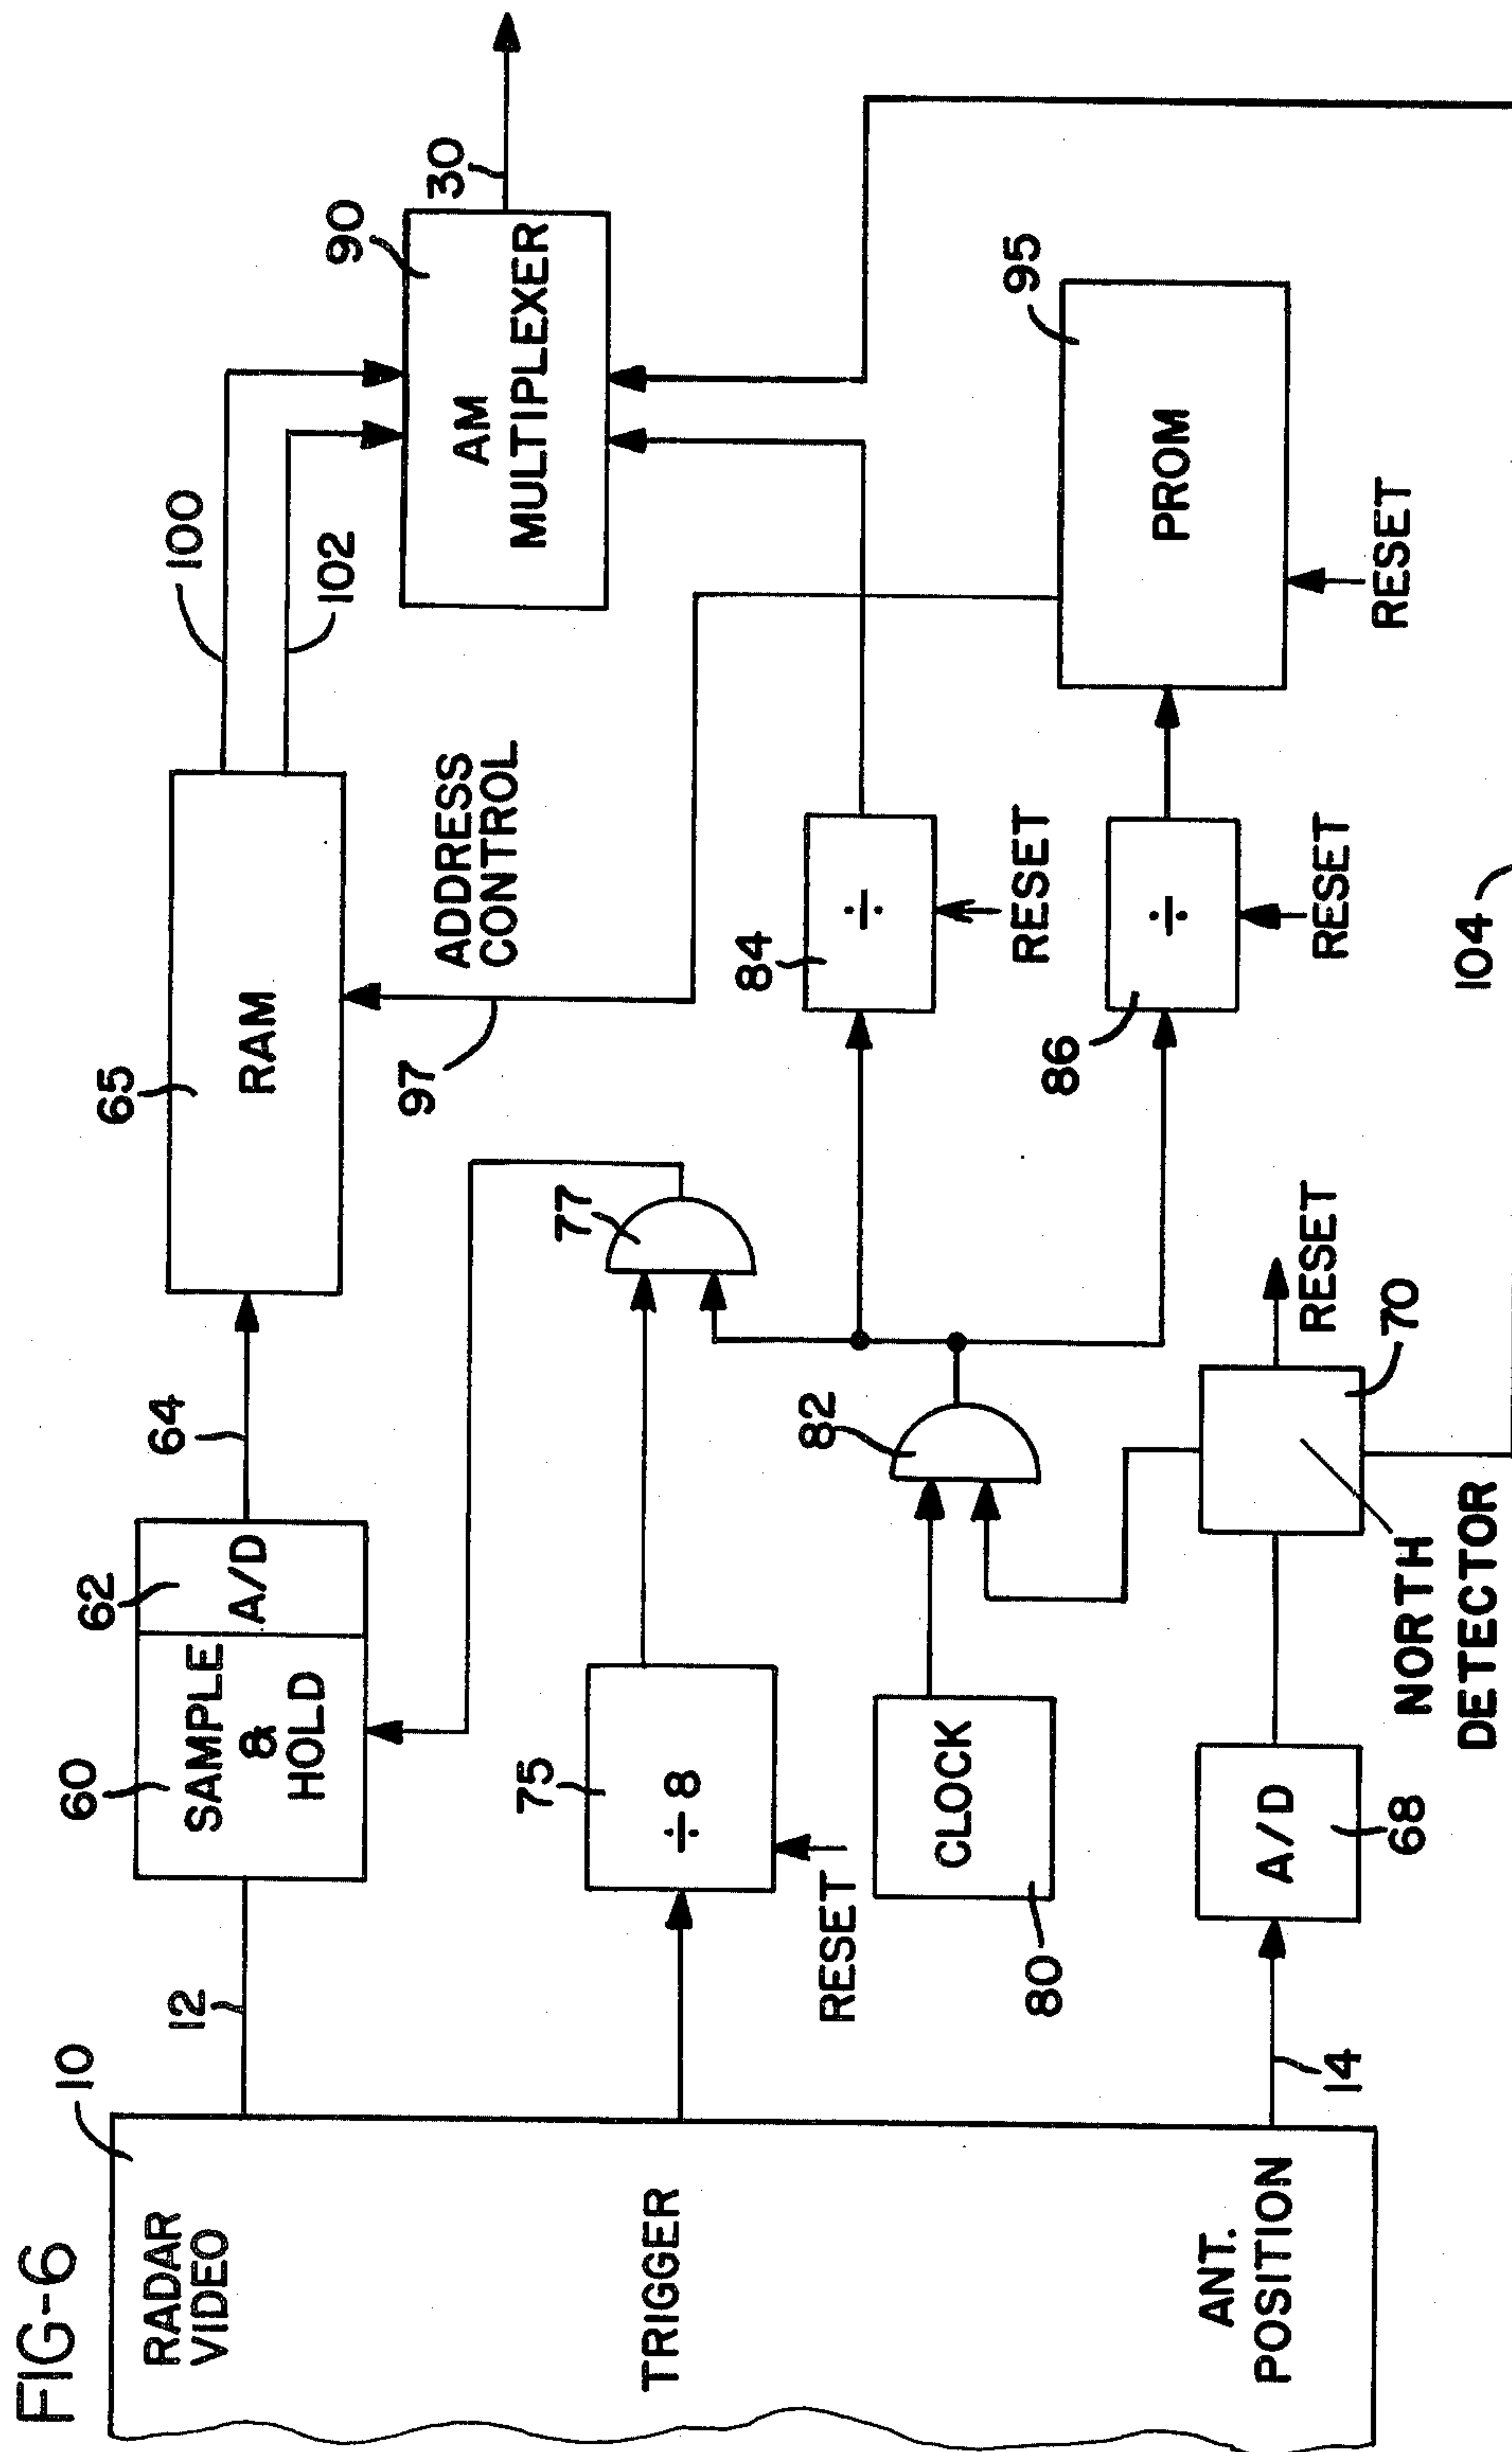 FIG-6
10
RADAR
VIDEO
TRIGGER
ANT.
POSITION
12
14
60
SAMPLE
&
HOLD
62
A/D
64
65
RAM
100
102
90
AM
MULTIPLEXER
30
ADDRESS
CONTROL
97
75
÷8
RESET
77
80
CLOCK
82
84
÷
RESET
86
÷
RESET
95
PROM
RESET
68
A/D
70
NORTH
DETECTOR
RESET
104